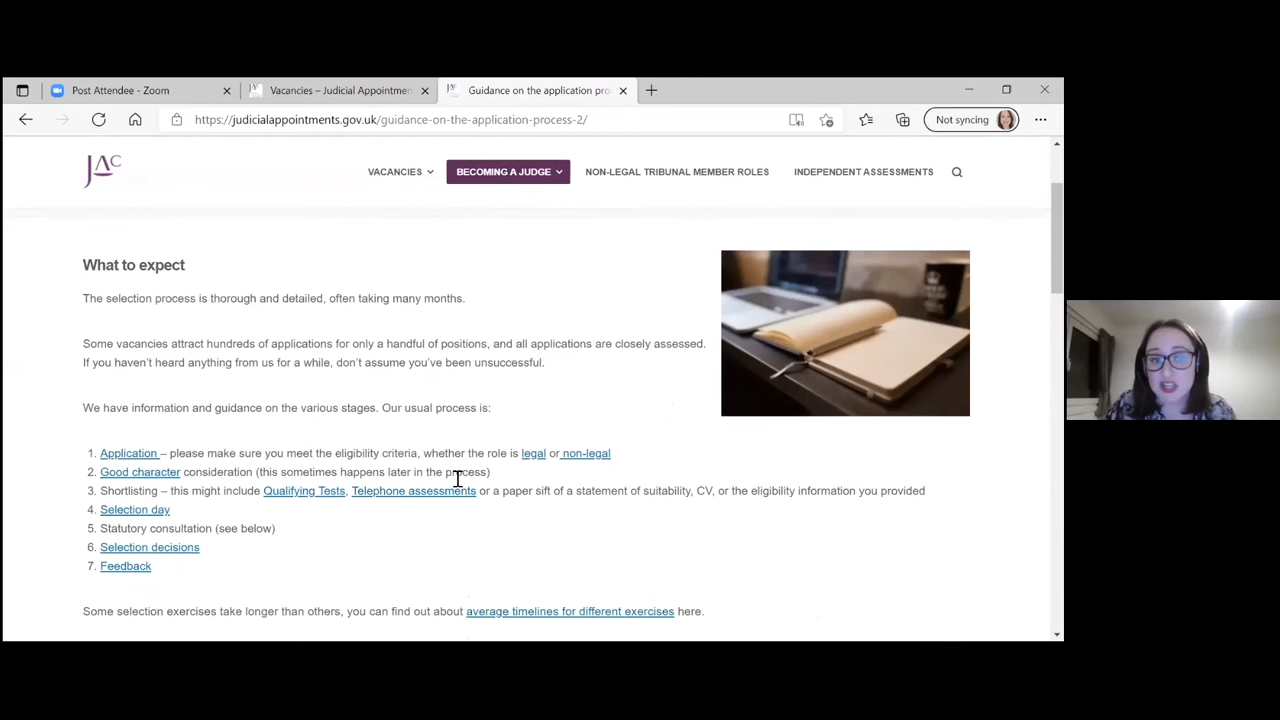 Post Attendee - Zoom
Vacancies – Judicial Appointmen
Guidance on the application pro
https://judicialappointments.gov.uk/guidance-on-the-application-process-2/
Not syncing
JAC
VACANCIES
BECOMING A JUDGE
NON-LEGAL TRIBUNAL MEMBER ROLES
INDEPENDENT ASSESSMENTS
What to expect
The selection process is thorough and detailed, often taking many months.
Some vacancies attract hundreds of applications for only a handful of positions, and all applications are closely assessed.
If you haven't heard anything from us for a while, don't assume you've been unsuccessful.
We have information and guidance on the various stages. Our usual process is:
1. Application – please make sure you meet the eligibility criteria, whether the role is legal or non-legal
2. Good character consideration (this sometimes happens later in the process)
3. Shortlisting – this might include Qualifying Tests, Telephone assessments or a paper sift of a statement of suitability, CV, or the eligibility information you provided
4. Selection day
5. Statutory consultation (see below)
6. Selection decisions
7. Feedback
Some selection exercises take longer than others, you can find out about average timelines for different exercises here.